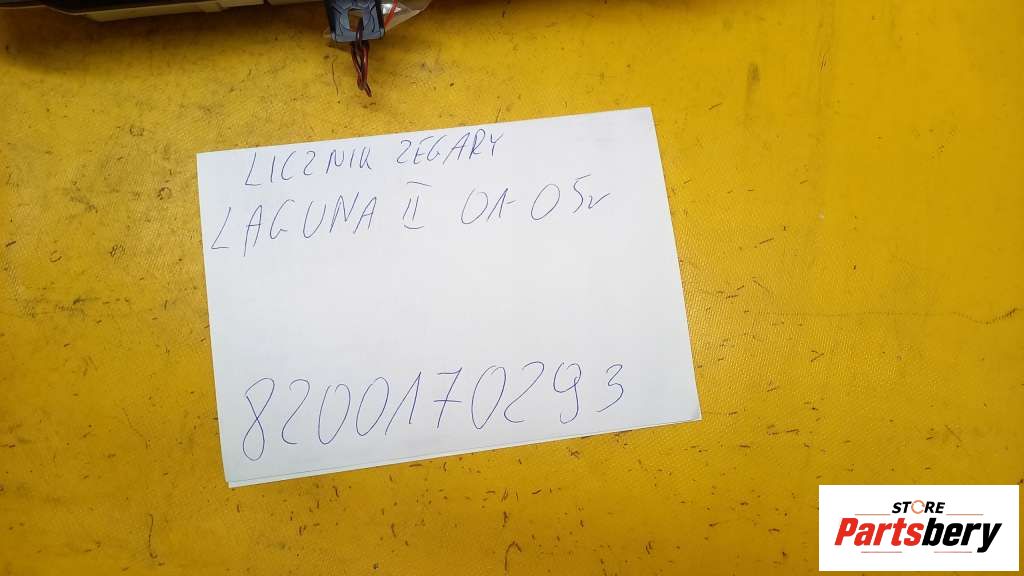 LICZNIK ZEGARY
LAGUNA II 01-05r
8200170293
STORE
Partsbery